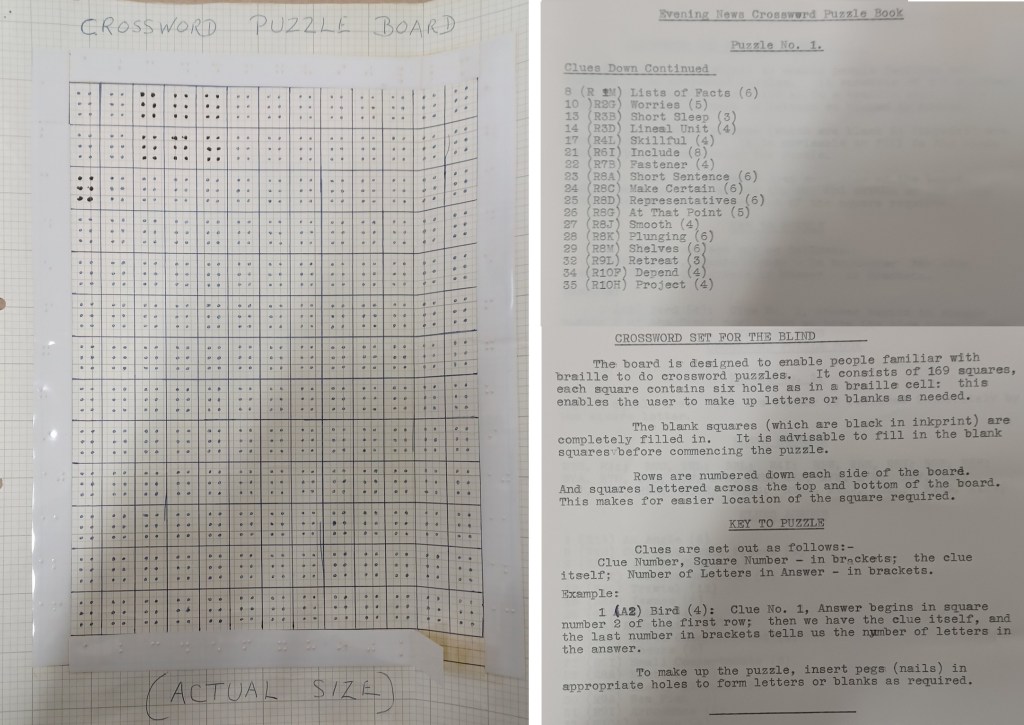 CROSSWORD PUZZLE BOARD
(ACTUAL SIZE)
Evening News Crossword Puzzle Book
Puzzle No. 1.
Clues Down Continued
8 (R 1M) Lists of Facts (6)
10 )R2G) Worries (5)
13 (R3B) Short Sleep (3)
14 (R3D) Lineal Unit (4)
17 (R4L) Skillful (4)
21 (R6I) Include (8)
22 (R7B) Fastener (4)
23 (R8A) Short Sentence (6)
24 (R8C) Make Certain (6)
25 (R8D) Representatives (6)
26 (R8G) At That Point (5)
27 (R8J) Smooth (4)
28 (R8K) Plunging (6)
29 (R8M) Shelves (6)
32 (R9L) Retreat (3)
34 (R10F) Depend (4)
35 (R10H) Project (4)
CROSSWORD SET FOR THE BLIND
The board is designed to enable people familiar with
braille to do crossword puzzles. It consists of 169 squares,
each square contains six holes as in a braille cell: this
enables the user to make up letters or blanks as needed.
The blank squares (which are black in inkprint) are
completely filled in. It is advisable to fill in the blank
squares before commencing the puzzle.
Rows are numbered down each side of the board.
And squares lettered across the top and bottom of the board.
This makes for easier location of the square required.
KEY TO PUZZLE
Clues are set out as follows:-
Clue Number, Square Number - in brackets; the clue
itself; Number of Letters in Answer - in brackets.
Example:
1 (A2) Bird (4): Clue No. 1, Answer begins in square
number 2 of the first row; then we have the clue itself, and
the last number in brackets tells us the number of letters in
the answer.
To make up the puzzle, insert pegs (nails) in
appropriate holes to form letters or blanks as required.